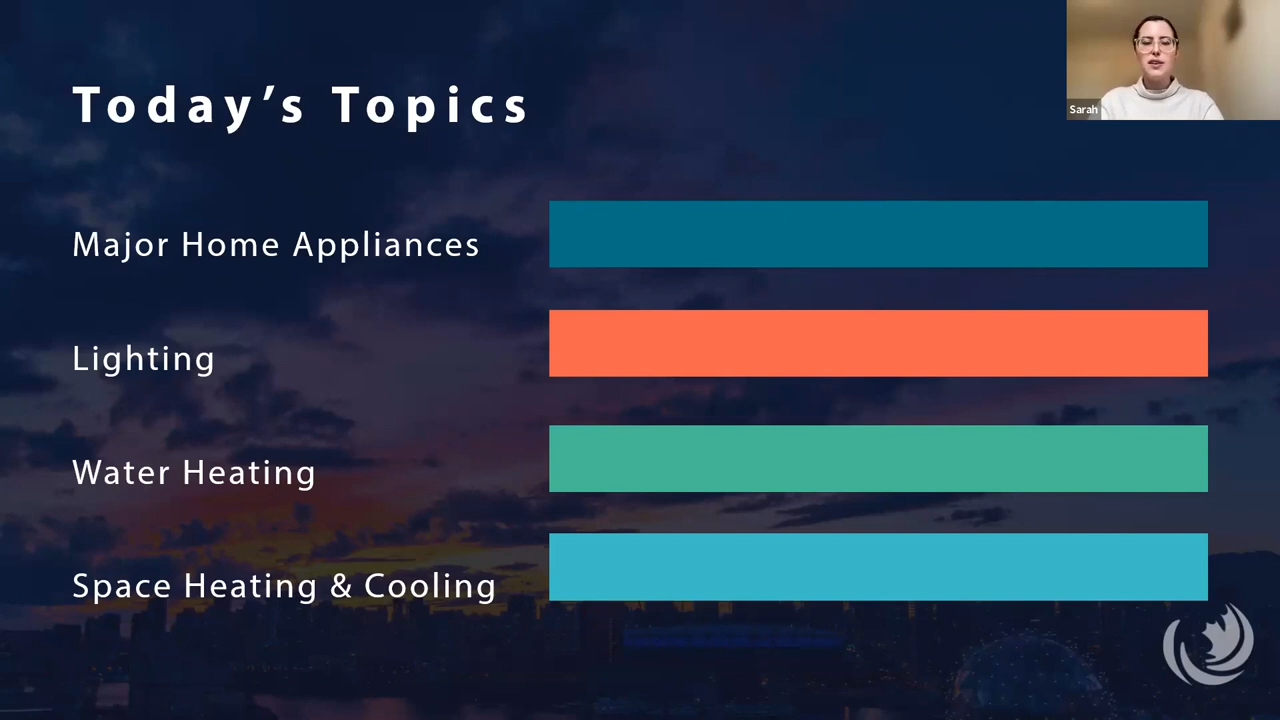 Today’s Topics
Sarah
Major Home Appliances
Lighting
Water Heating
Space Heating & Cooling